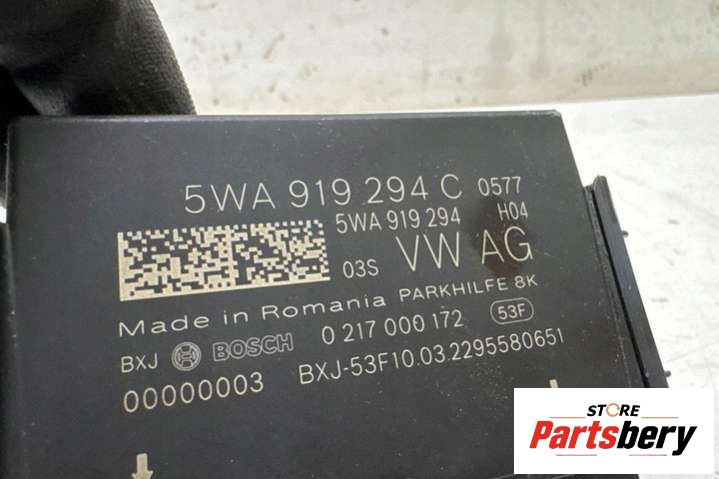 5WA 919 294 C 0577
5WA 919 294 H04
03S VW AG
Made in Romania PARKHILFE 8K
BXJ BOSCH 0 217 000 172 53F
00000003 BXJ-53F10.03.2295580651
STORE
Partsbery